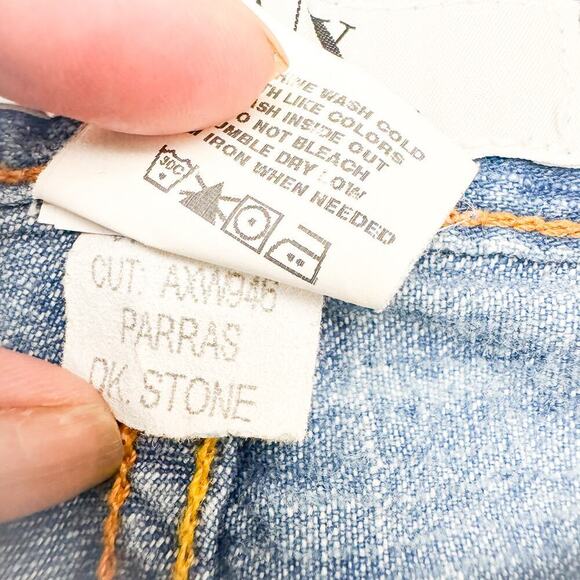 WASH COLD
LIKE COLORS
INSIDE OUT
NOT BLEACH
DRY LOW
IRON WHEN NEEDED
30C
CUT: AXW946
PARRAS
DK. STONE